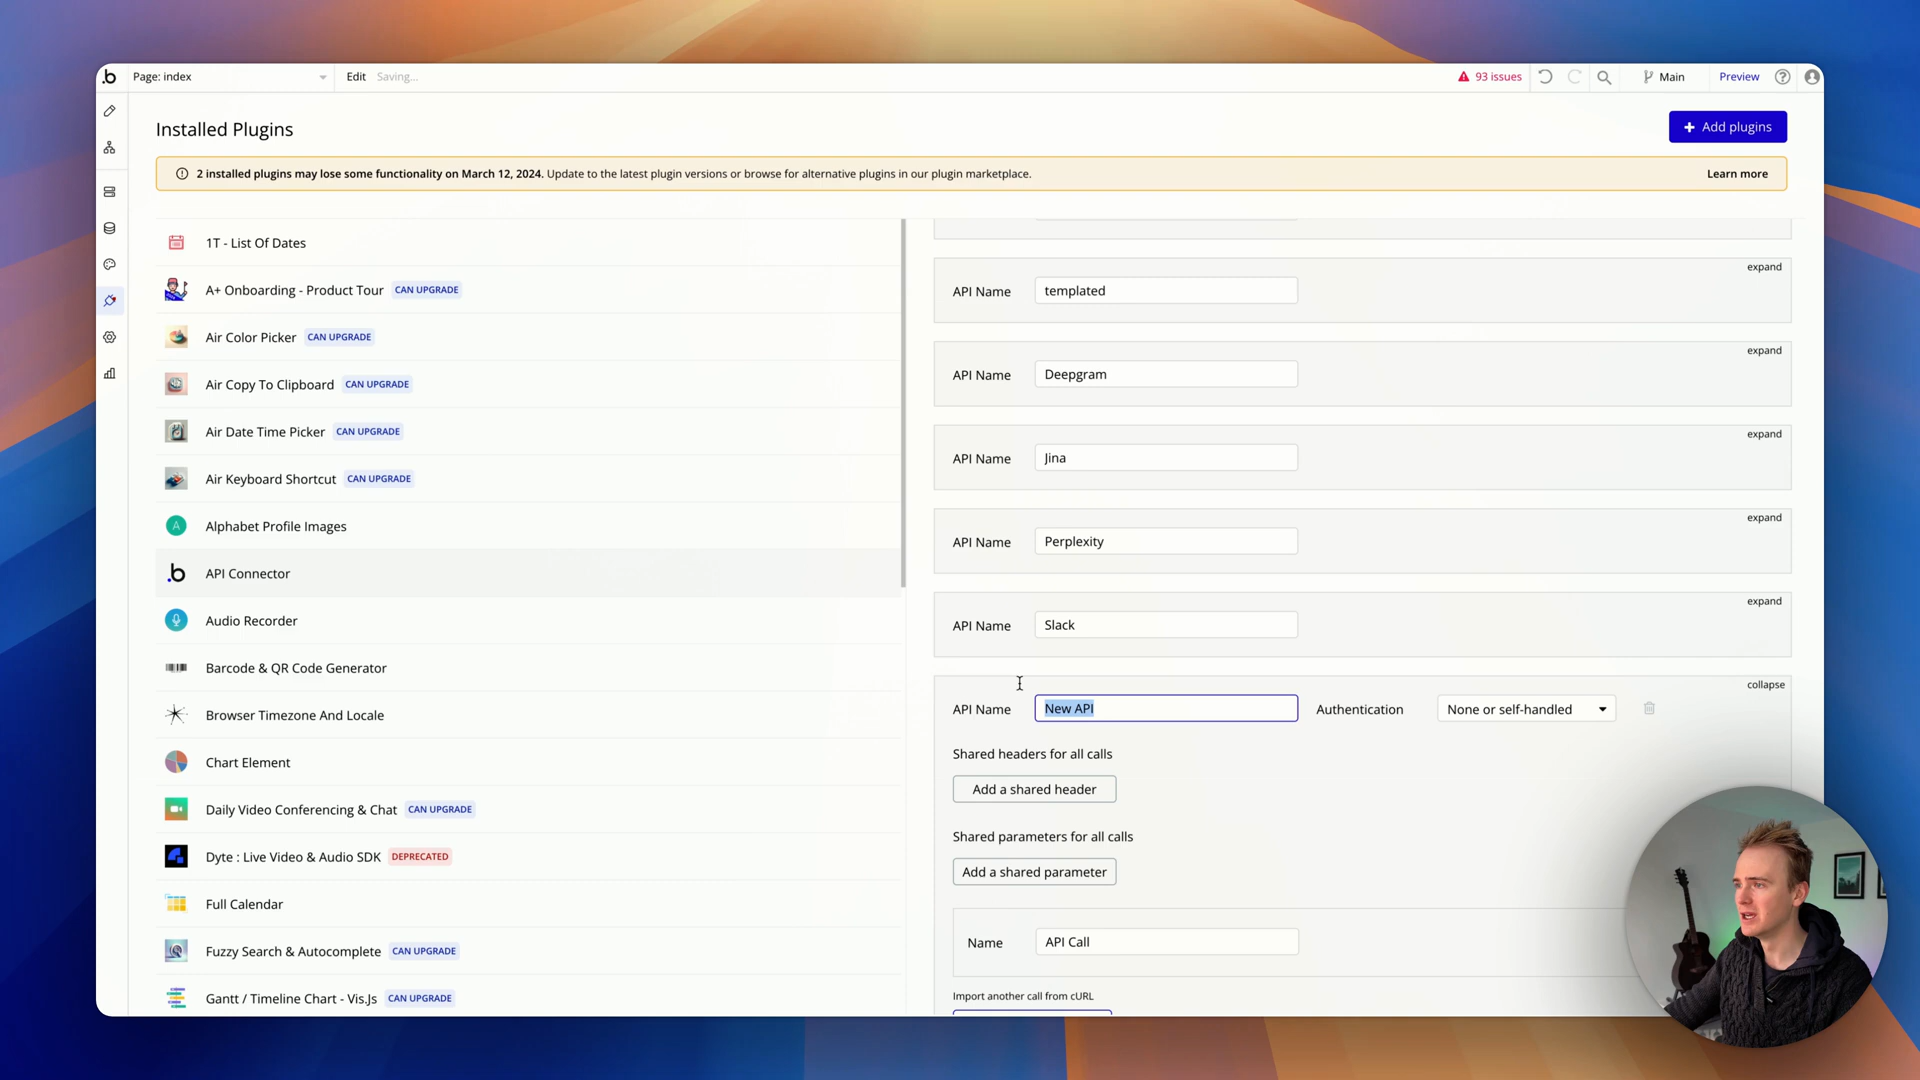 .b Page: index Edit Saving... 93 issues Main Preview ?
Installed Plugins
+ Add plugins
2 installed plugins may lose some functionality on March 12, 2024. Update to the latest plugin versions or browse for alternative plugins in our plugin marketplace. Learn more
1T - List Of Dates
A+ Onboarding - Product Tour CAN UPGRADE
Air Color Picker CAN UPGRADE
Air Copy To Clipboard CAN UPGRADE
Air Date Time Picker CAN UPGRADE
Air Keyboard Shortcut CAN UPGRADE
A Alphabet Profile Images
.b API Connector
Audio Recorder
Barcode & QR Code Generator
Browser Timezone And Locale
Chart Element
Daily Video Conferencing & Chat CAN UPGRADE
Dyte : Live Video & Audio SDK DEPRECATED
Full Calendar
Fuzzy Search & Autocomplete CAN UPGRADE
Gantt / Timeline Chart - Vis.Js CAN UPGRADE
expand
API Name templated
expand
API Name Deepgram
expand
API Name Jina
expand
API Name Perplexity
expand
API Name Slack
collapse
API Name New API Authentication None or self-handled
Shared headers for all calls
Add a shared header
Shared parameters for all calls
Add a shared parameter
Name API Call
Import another call from cURL